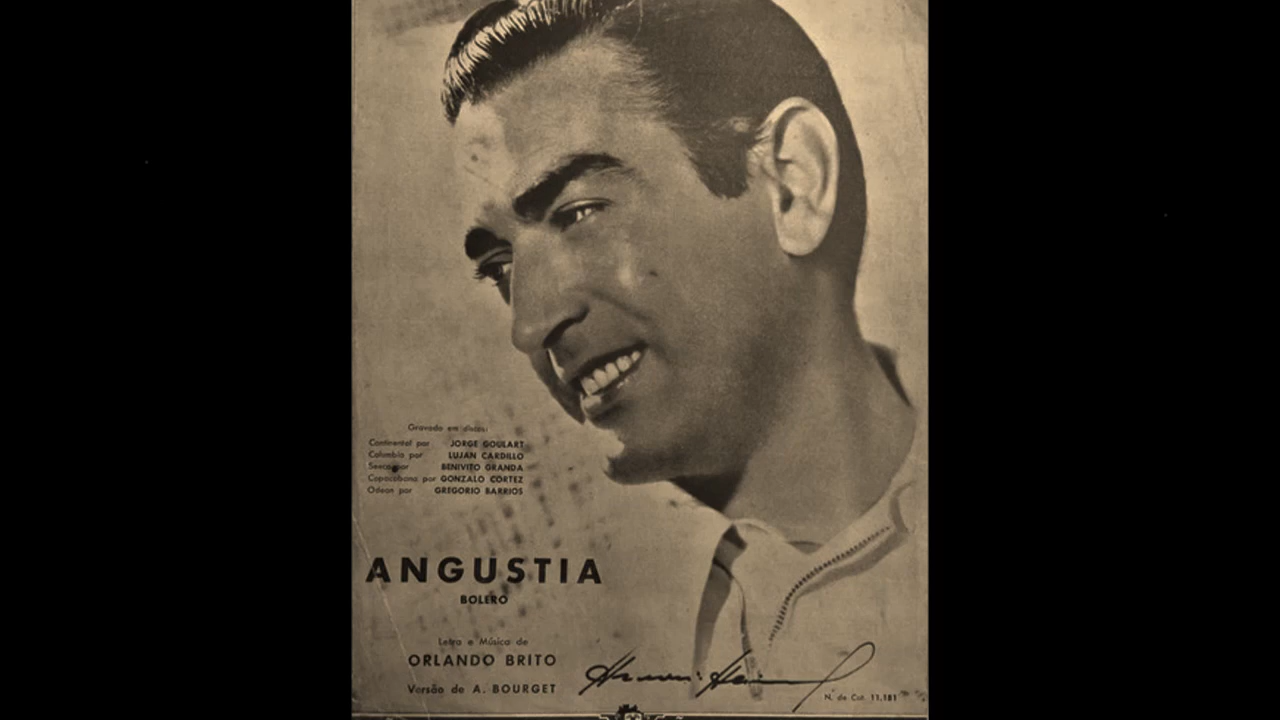 Gravado em discos:
Continental por JORGE GOULART
Columbia por LUJAN CARDILLO
Seeco por BENIVITO GRANDA
Copacabana por GONZALO CORTEZ
Odeon por GREGORIO BARRIOS
ANGUSTIA
BOLERO
Letra e Música de
ORLANDO BRITO
Versão de A. BOURGET
N.º de Cat. 11.181